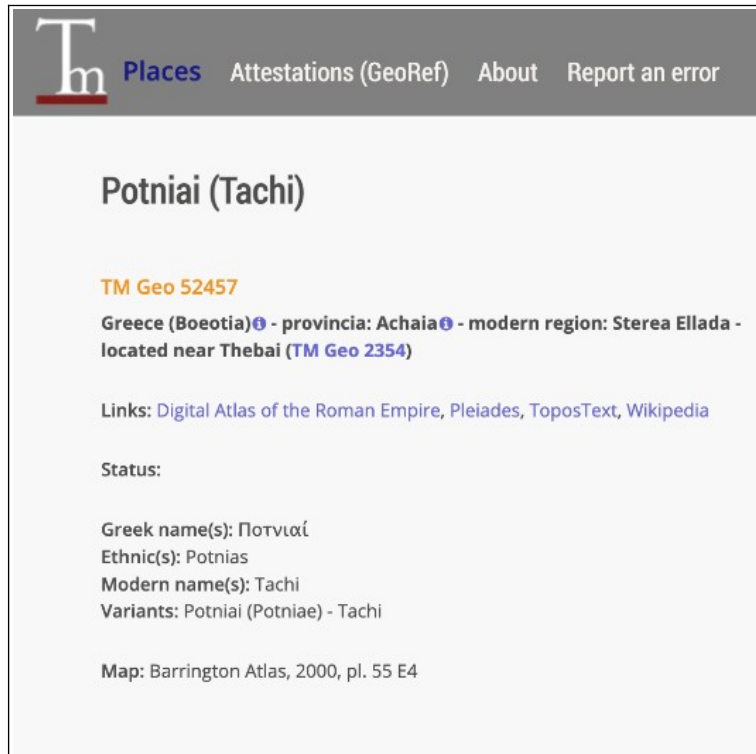 Tm Places Attestations (GeoRef) About Report an error
Potniai (Tachi)
TM Geo 52457
Greece (Boeotia) - provincia: Achaia - modern region: Sterea Ellada -
located near Thebai (TM Geo 2354)
Links: Digital Atlas of the Roman Empire, Pleiades, ToposText, Wikipedia
Status:
Greek name(s): Ποτνιαί
Ethnic(s): Potnias
Modern name(s): Tachi
Variants: Potniai (Potniae) - Tachi
Map: Barrington Atlas, 2000, pl. 55 E4